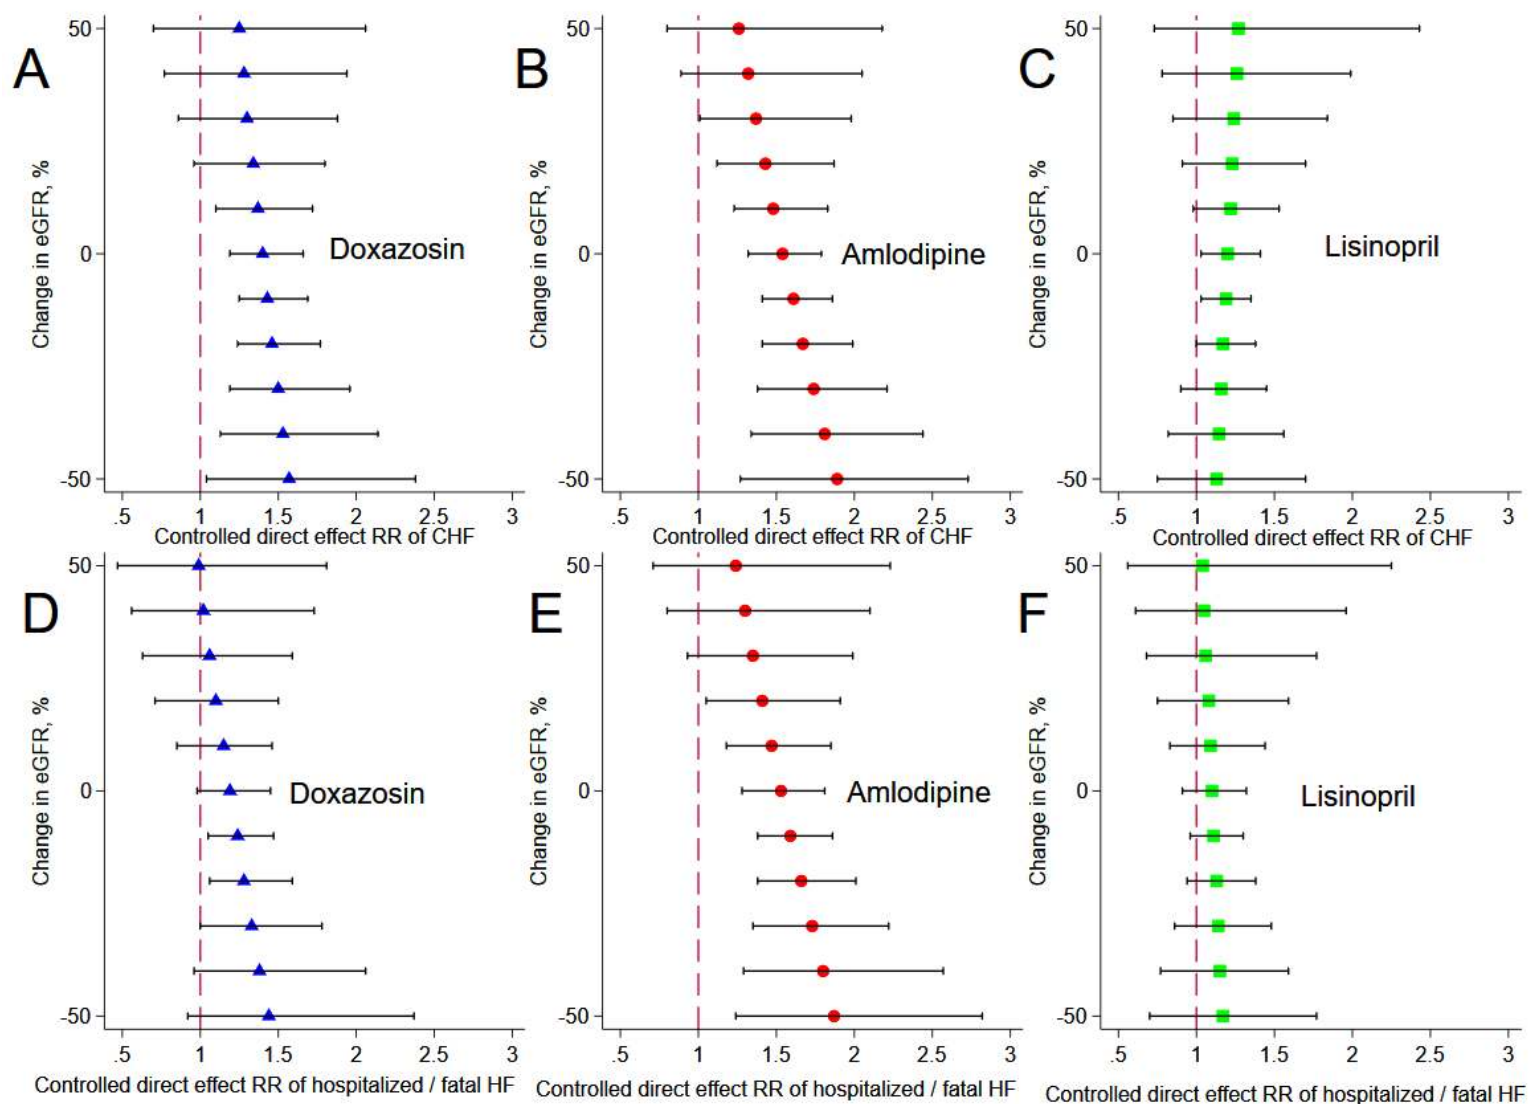 A
50
0
-50
Change in eGFR, %
Doxazosin
.5 1 1.5 2 2.5 3
Controlled direct effect RR of CHF
B
50
0
-50
Change in eGFR, %
Amlodipine
.5 1 1.5 2 2.5 3
Controlled direct effect RR of CHF
C
50
0
-50
Change in eGFR, %
Lisinopril
.5 1 1.5 2 2.5 3
Controlled direct effect RR of CHF
D
50
0
-50
Change in eGFR, %
Doxazosin
.5 1 1.5 2 2.5 3
Controlled direct effect RR of hospitalized / fatal HF
E
50
0
-50
Change in eGFR, %
Amlodipine
.5 1 1.5 2 2.5 3
Controlled direct effect RR of hospitalized / fatal HF
F
50
0
-50
Change in eGFR, %
Lisinopril
.5 1 1.5 2 2.5 3
Controlled direct effect RR of hospitalized / fatal HF